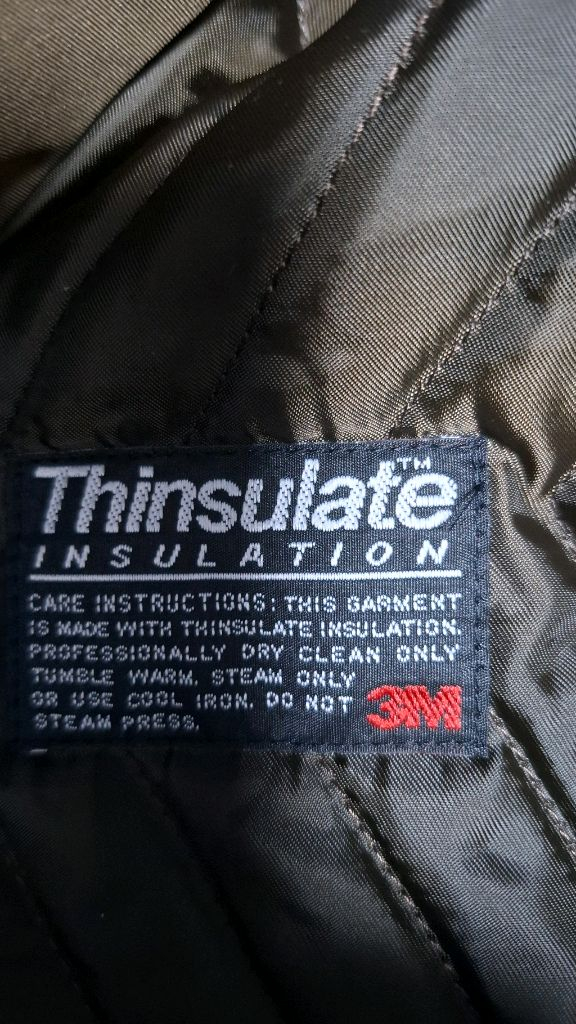 Thinsulate™
INSULATION
CARE INSTRUCTIONS: THIS GARMENT
IS MADE WITH THINSULATE INSULATION.
PROFESSIONALLY DRY CLEAN ONLY
TUMBLE WARM, STEAM ONLY
OR USE COOL IRON. DO NOT
STEAM PRESS.
3M